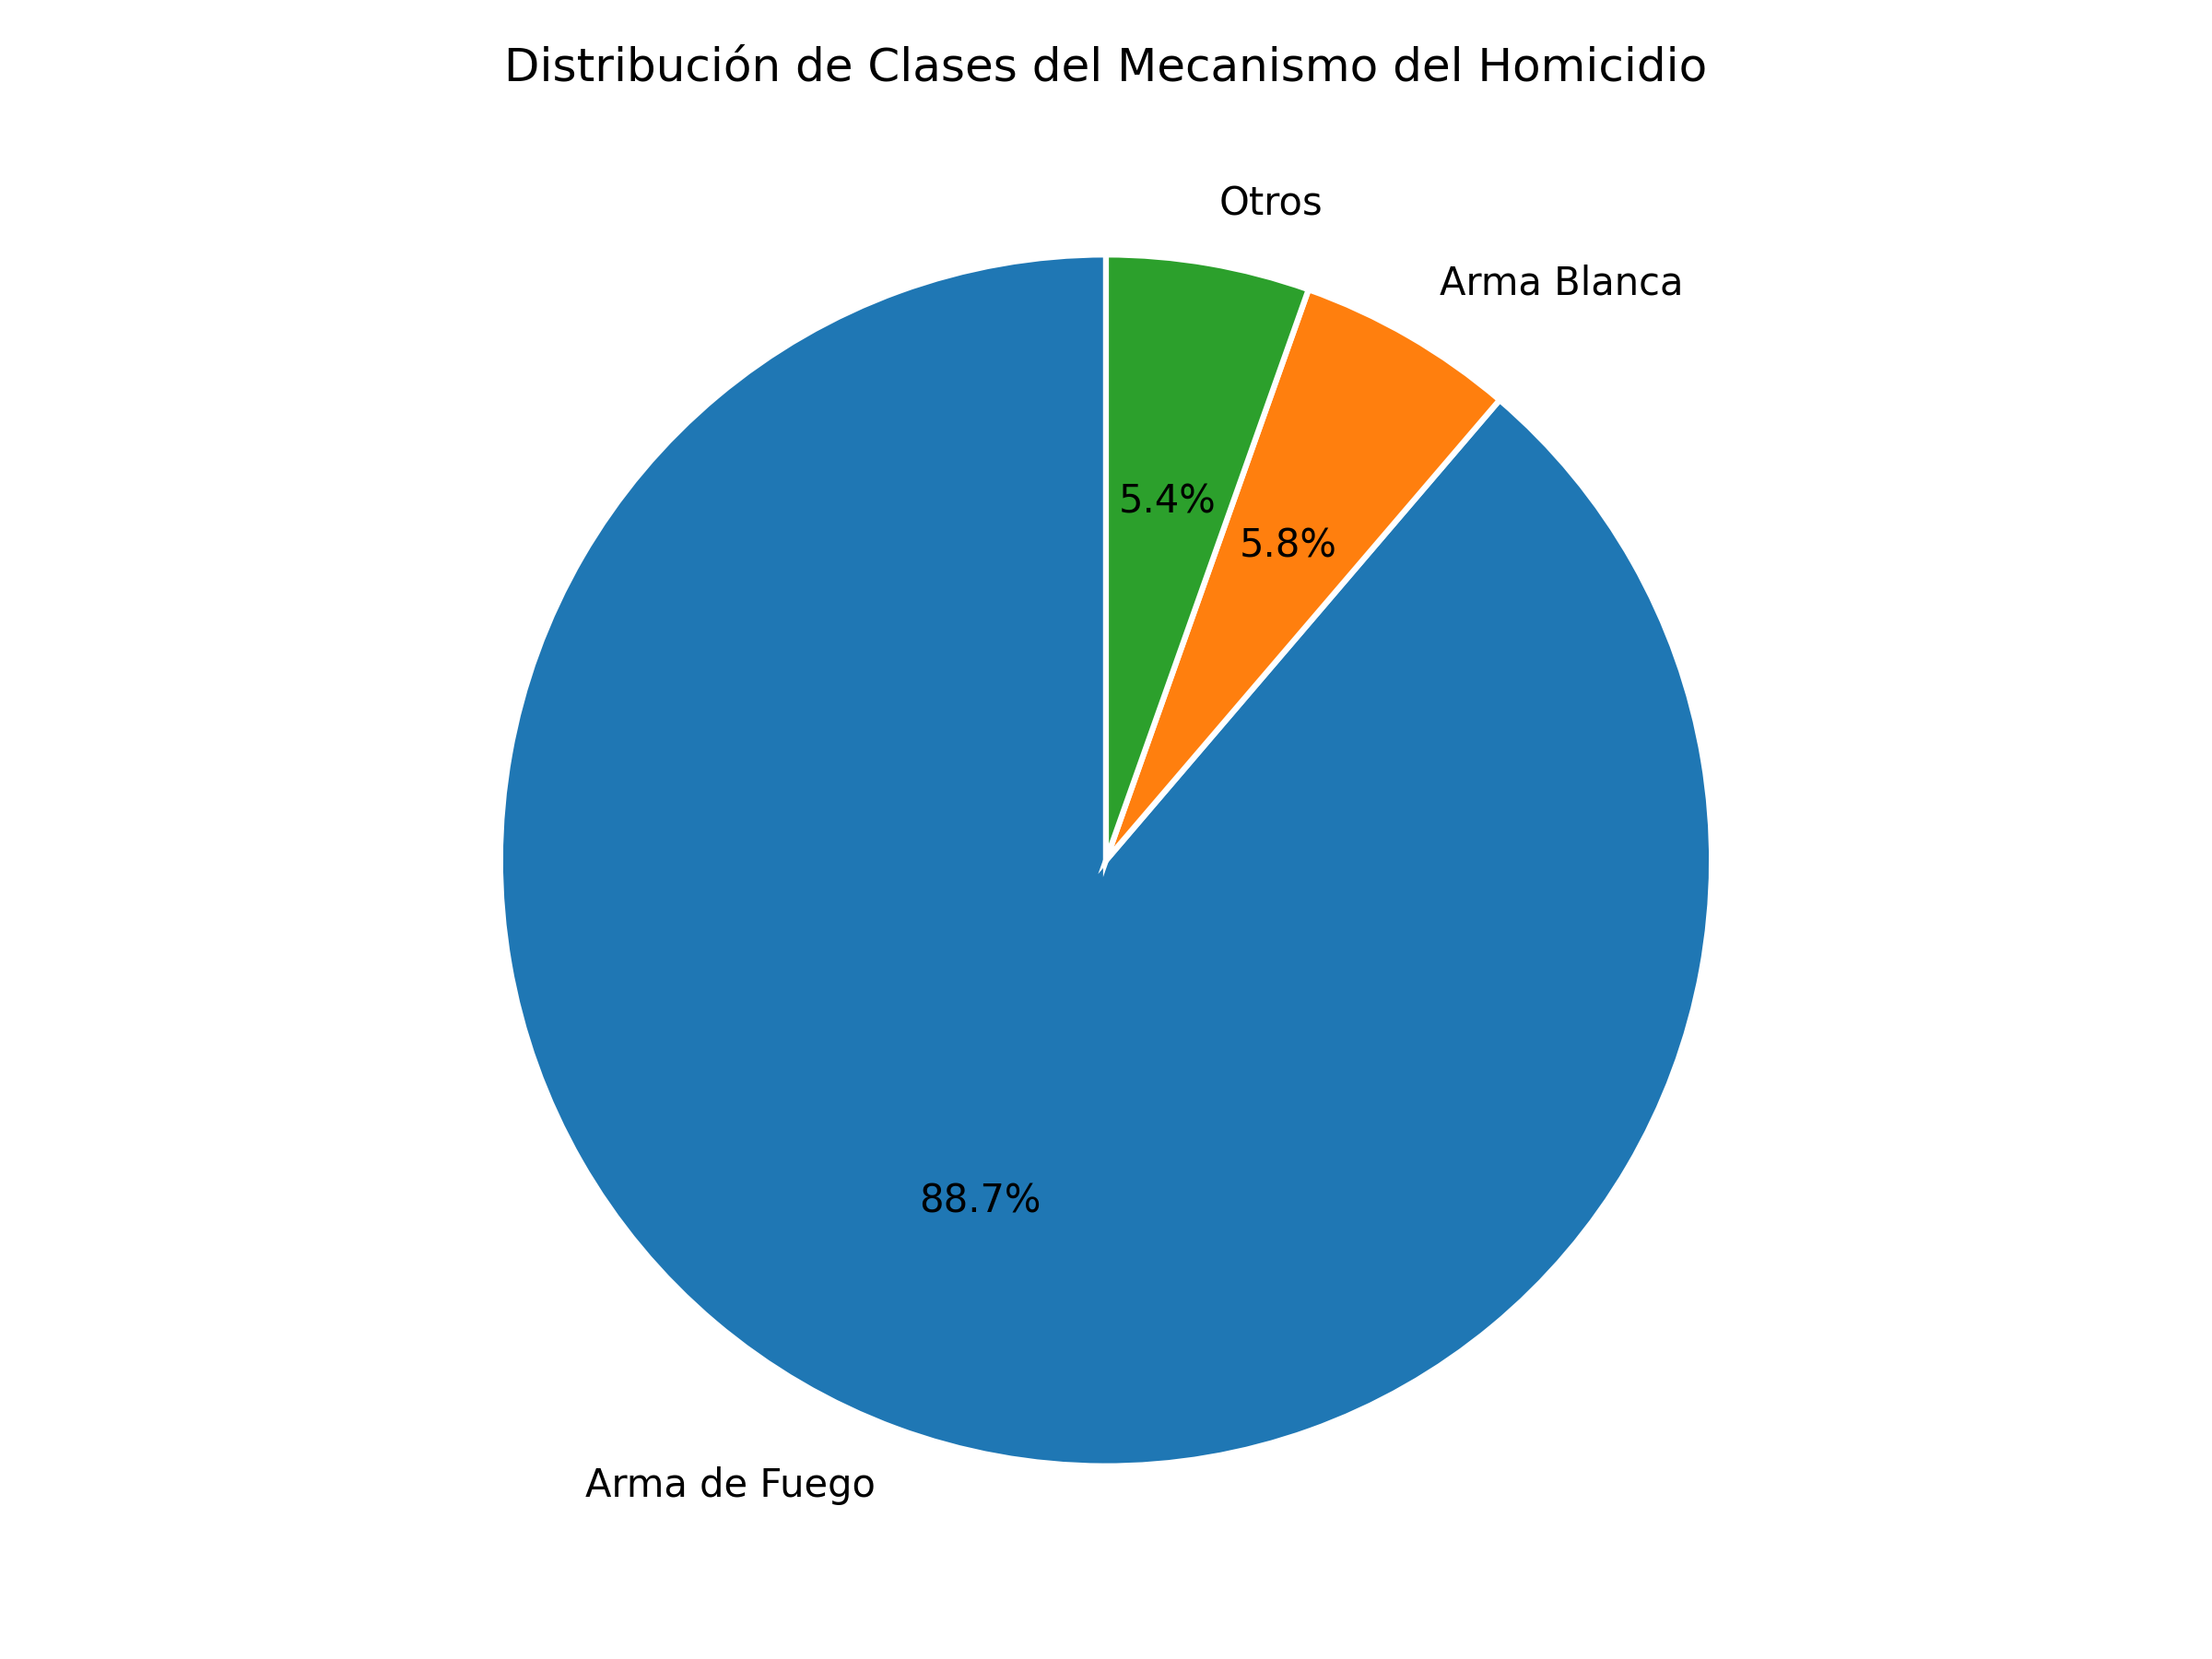 Distribución de Clases del Mecanismo del Homicidio
Otros
Arma Blanca
5.4%
5.8%
88.7%
Arma de Fuego